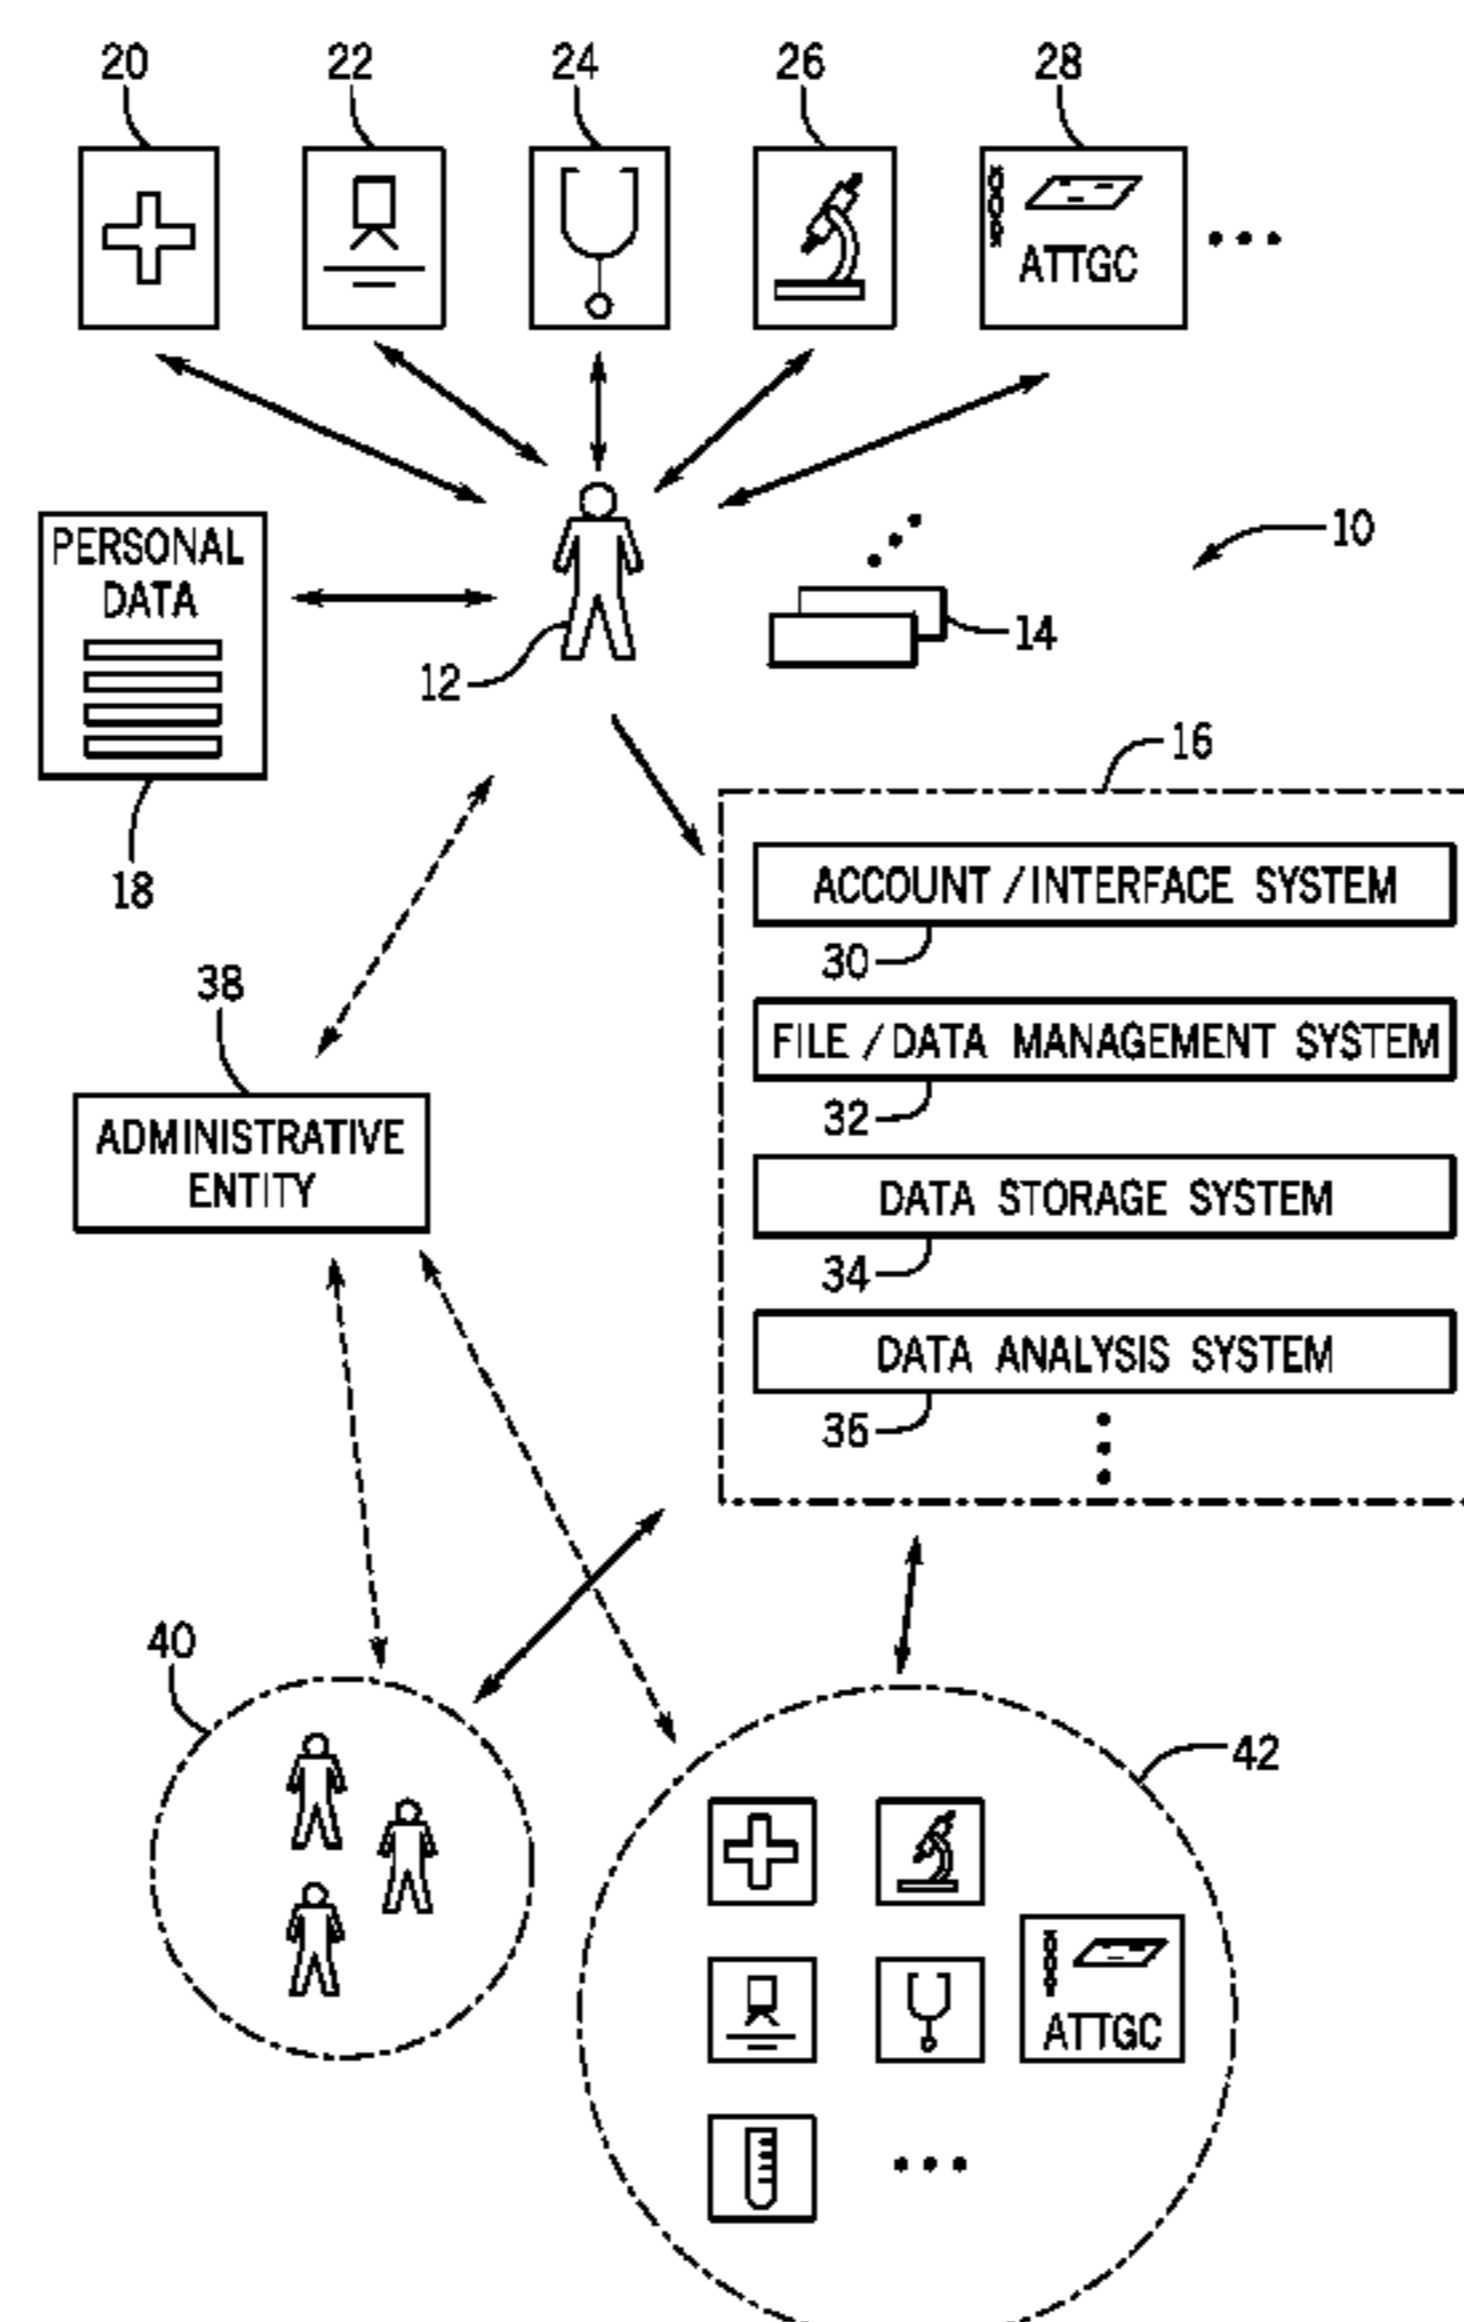 20 22 24 26 28
ATTGC
PERSONAL
DATA
10
14
12
16
18
ACCOUNT/INTERFACE SYSTEM
30
FILE/DATA MANAGEMENT SYSTEM
32
38
ADMINISTRATIVE
ENTITY
DATA STORAGE SYSTEM
34
DATA ANALYSIS SYSTEM
36
40
42
ATTGC